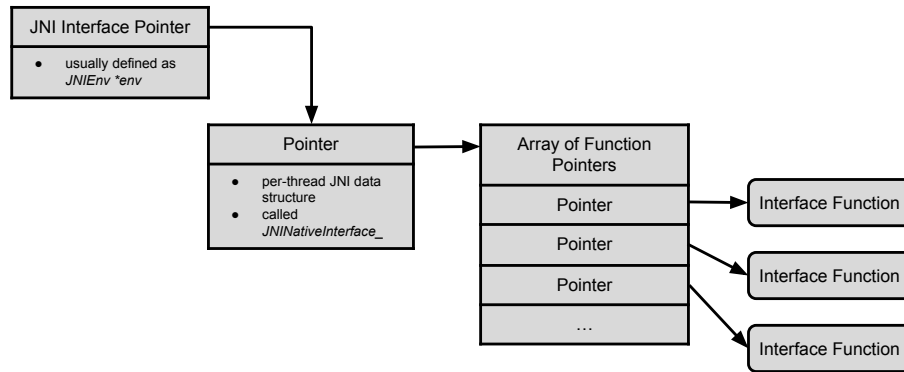 JNI Interface Pointer
● usually defined as
JNIEnv *env
Pointer
● per-thread JNI data
structure
● called
JNINativeInterface_
Array of Function
Pointers
Pointer
Pointer
Pointer
...
Interface Function
Interface Function
Interface Function